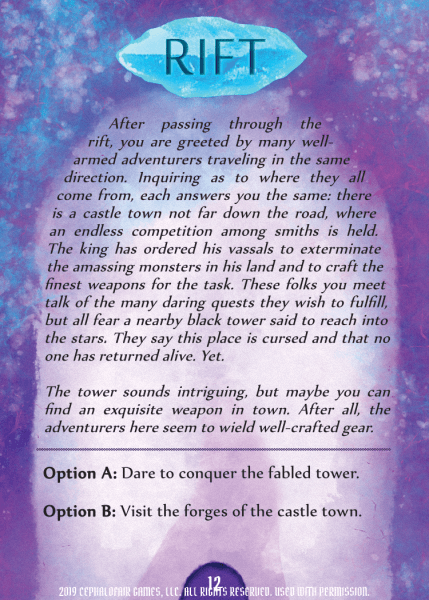 RIFT
After passing through the
rift, you are greeted by many well-
armed adventurers traveling in the same
direction. Inquiring as to where they all
come from, each answers you the same: there
is a castle town not far down the road, where
an endless competition among smiths is held.
The king has ordered his vassals to exterminate
the amassing monsters in his land and to craft the
finest weapons for the task. These folks you meet
talk of the many daring quests they wish to fulfill,
but all fear a nearby black tower said to reach into
the stars. They say this place is cursed and that no
one has returned alive. Yet.
The tower sounds intriguing, but maybe you can
find an exquisite weapon in town. After all, the
adventurers here seem to wield well-crafted gear.
Option A: Dare to conquer the fabled tower.
Option B: Visit the forges of the castle town.
12
2019 CEPHALOFAIR GAMES, LLC. ALL RIGHTS RESERVED. USED WITH PERMISSION.